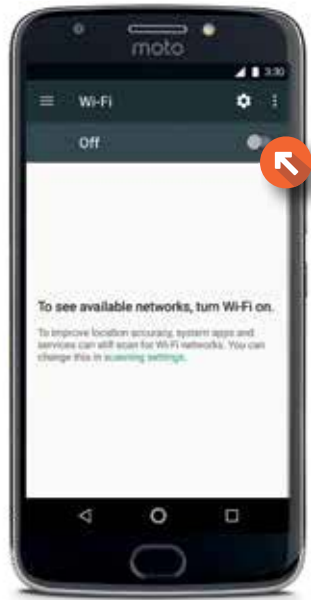 moto
3:30
Wi-Fi
Off
To see available networks, turn Wi-Fi on.
To improve location accuracy, system apps and
services can still scan for Wi-Fi networks. You can
change this in scanning settings.